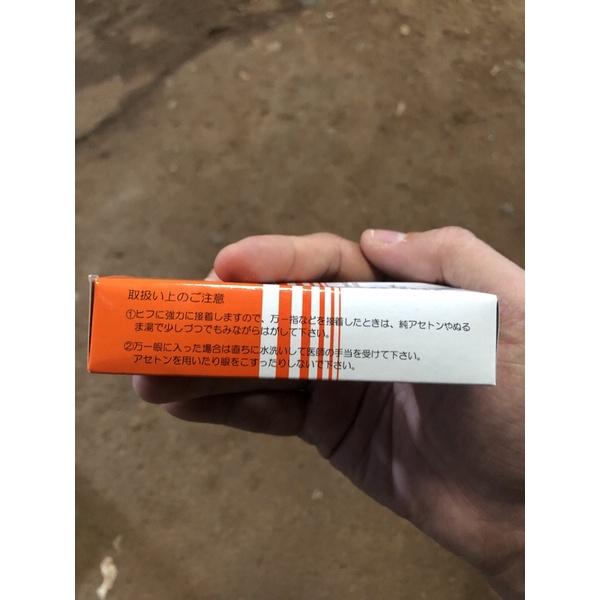 取扱い上のご注意
①ヒフに強力に接着しますので、万一指などを接着したときは、純アセトンやぬる
ま湯で少しづつでもみながらはがして下さい。
②万一眼に入った場合は直ちに水洗いして医師の手当を受けて下さい。
アセトンを用いたり眼をこすったりしないで下さい。